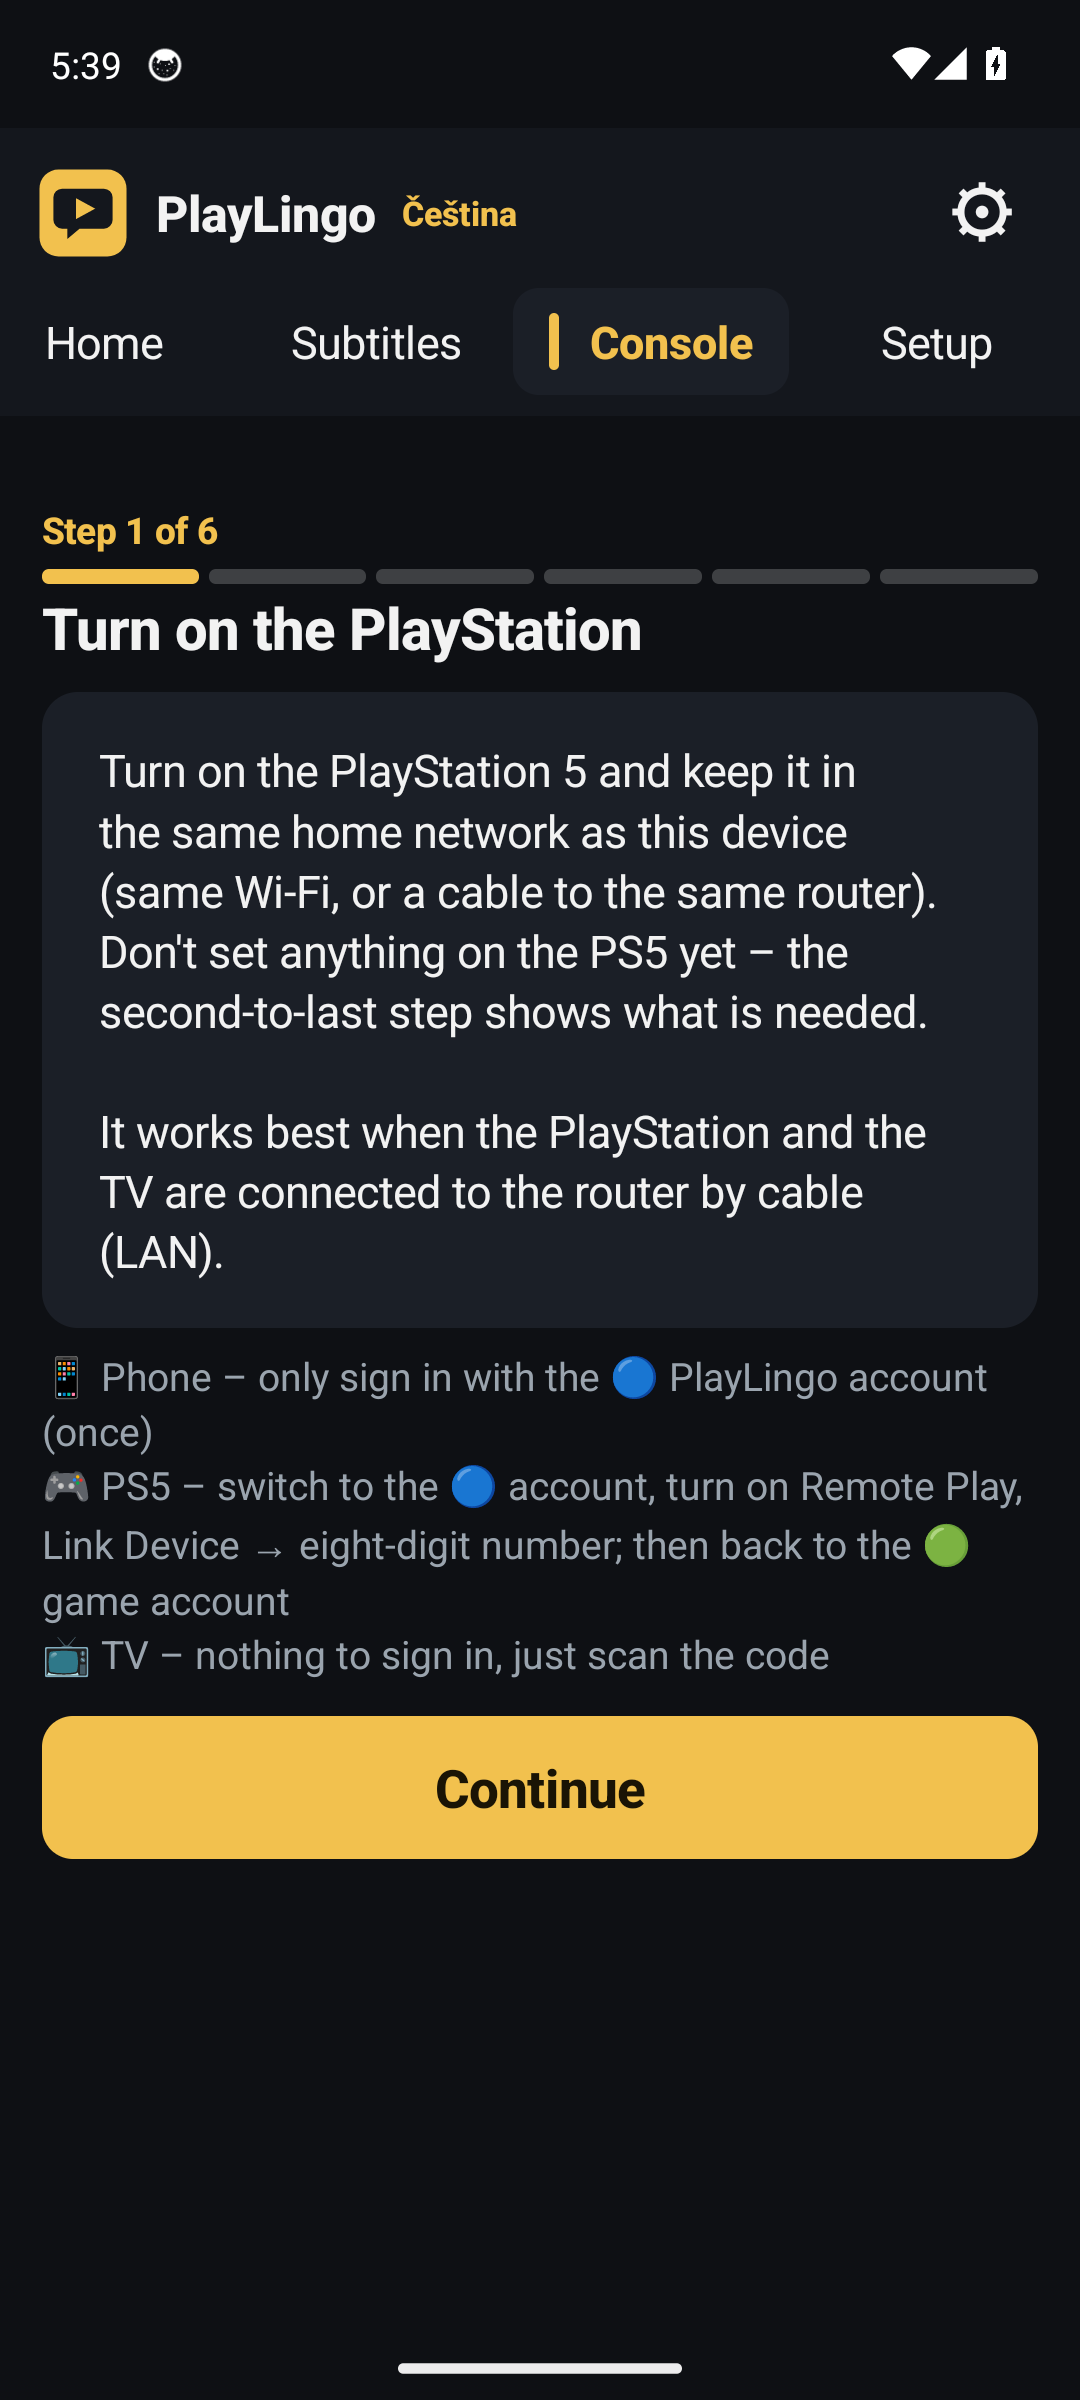 5:39
PlayLingo Čeština
Home Subtitles Console Setup
Step 1 of 6
Turn on the PlayStation
Turn on the PlayStation 5 and keep it in
the same home network as this device
(same Wi-Fi, or a cable to the same router).
Don't set anything on the PS5 yet – the
second-to-last step shows what is needed.
It works best when the PlayStation and the
TV are connected to the router by cable
(LAN).
📱 Phone – only sign in with the 🔵 PlayLingo account
(once)
🎮 PS5 – switch to the 🔵 account, turn on Remote Play,
Link Device → eight-digit number; then back to the 🟢
game account
📺 TV – nothing to sign in, just scan the code
Continue